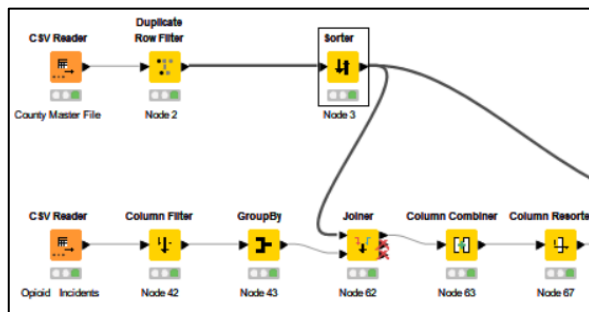 Duplicate
CSV Reader
Row Filter
Sorter
County Master File
Node 2
Node 3
CSV Reader
Column Filter
GroupBy
Joiner
Column Combiner
Column Resorte
Opioid Incidents
Node 42
Node 43
Node 62
Node 63
Node 67